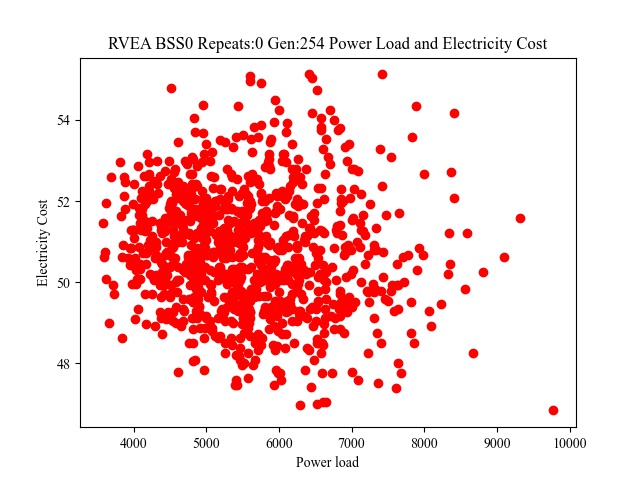 RVEA BSS0 Repeats:0 Gen:254 Power Load and Electricity Cost
Electricity Cost
54
52
50
48
4000 5000 6000 7000 8000 9000 10000
Power load